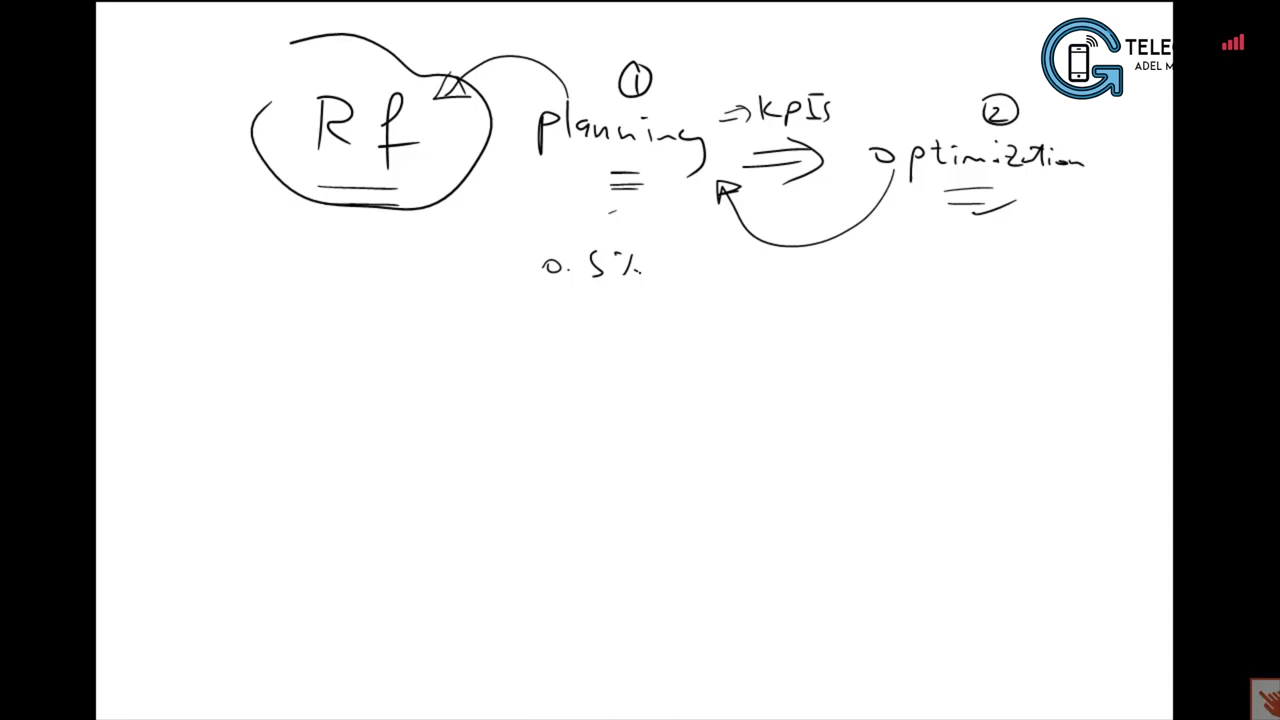 ①
Rf planning ⇒ KPIs ⇒ ② optimization
0.5%
TELE
ADEL M